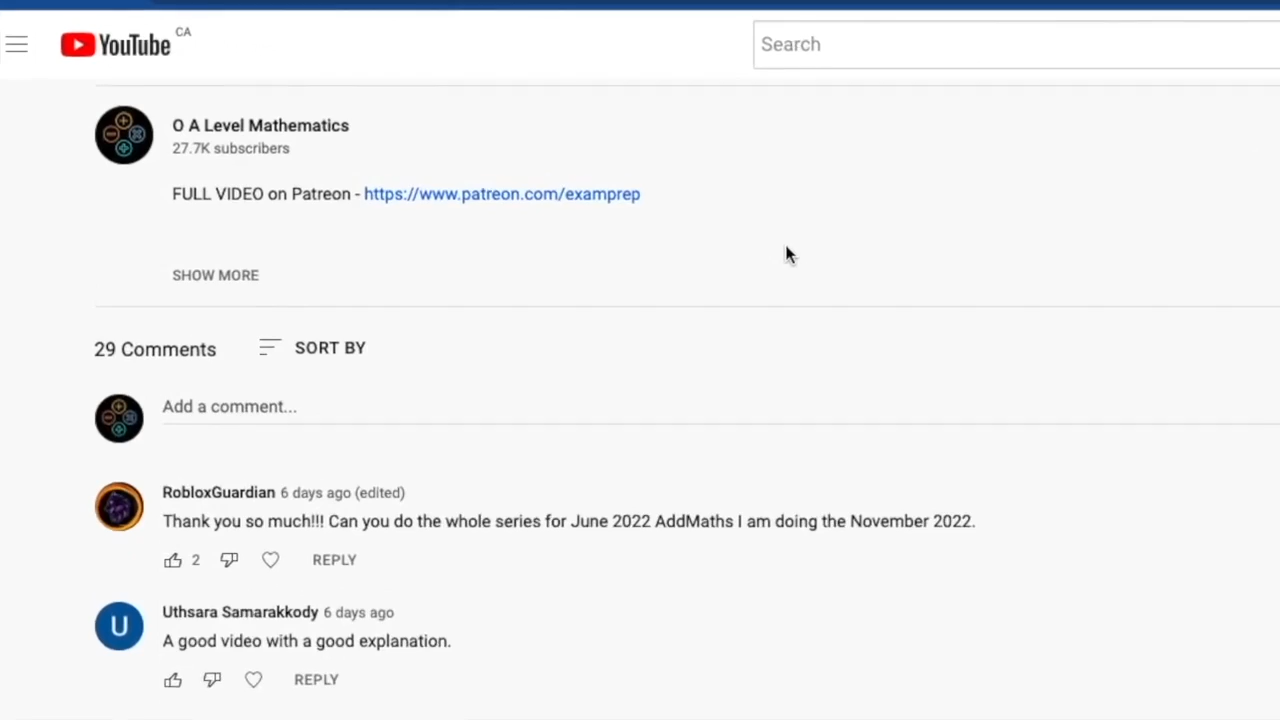 YouTube CA
Search
O A Level Mathematics
27.7K subscribers
FULL VIDEO on Patreon - https://www.patreon.com/examprep
SHOW MORE
29 Comments SORT BY
Add a comment...
RobloxGuardian 6 days ago (edited)
Thank you so much!!! Can you do the whole series for June 2022 AddMaths I am doing the November 2022.
2 REPLY
U
Uthsara Samarakkody 6 days ago
A good video with a good explanation.
REPLY